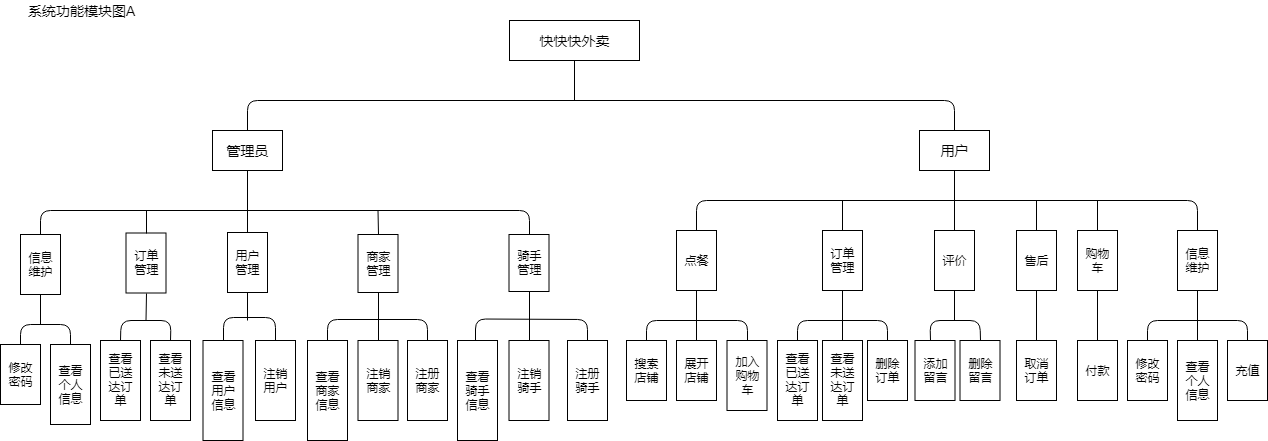 系统功能模块图A
快快快外卖
管理员
用户
信息
维护
订单
管理
用户
管理
商家
管理
骑手
管理
点餐
订单
管理
评价
售后
购物
车
信息
维护
修改
密码
查看
个人
信息
查看
已送
达订
单
查看
未送
达订
单
查看
用户
信息
注销
用户
查看
商家
信息
注销
商家
注册
商家
查看
骑手
信息
注销
骑手
注册
骑手
搜索
店铺
展开
店铺
加入
购物
车
查看
已送
达订
单
查看
未送
达订
单
删除
订单
添加
留言
删除
留言
取消
订单
付款
修改
密码
查看
个人
信息
充值